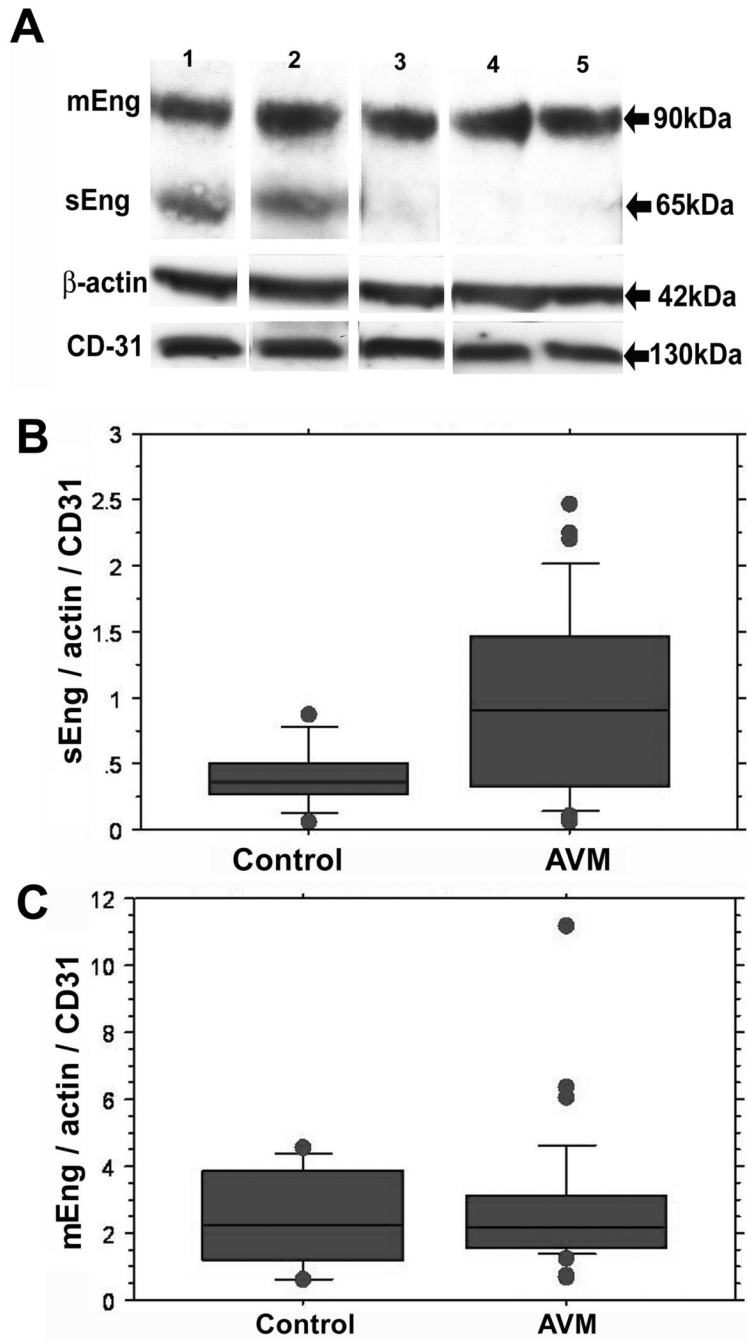 A
1 2 3 4 5
mEng 90kDa
sEng 65kDa
β-actin 42kDa
CD-31 130kDa
B
sEng / actin / CD31
3
2.5
2
1.5
1
.5
0
Control AVM
C
mEng / actin / CD31
12
10
8
6
4
2
0
Control AVM